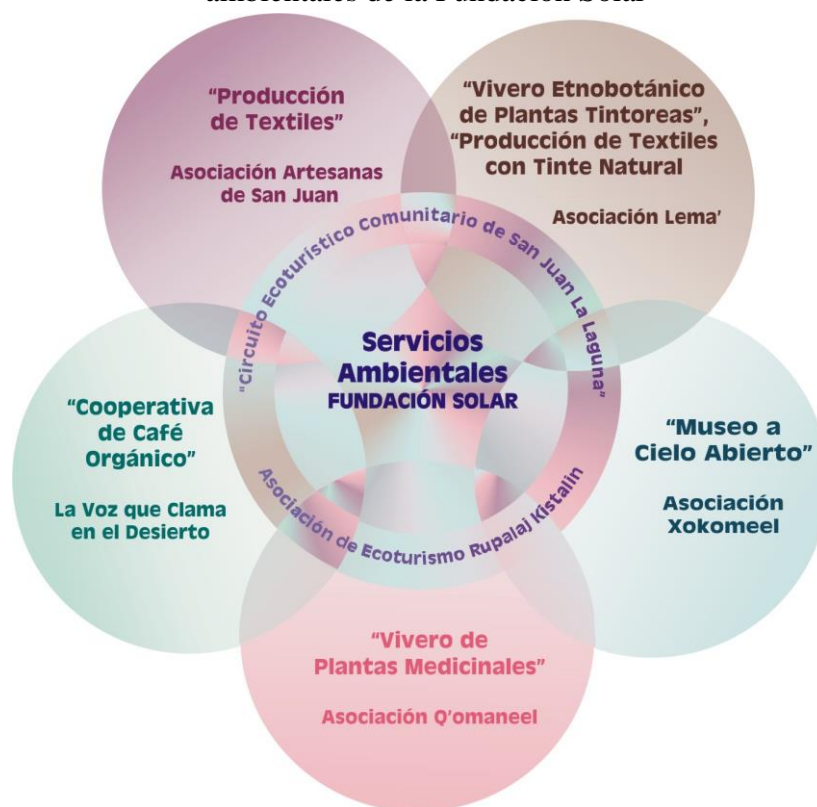 ambientales de la Fundación Solar
“Producción
de Textiles”
Asociación Artesanas
de San Juan
“Vivero Etnobotánico
de Plantas Tintoreas”,
“Producción de Textiles
con Tinte Natural
Asociación Lema’
“Circuito Ecoturístico Comunitario de San Juan La Laguna”
Servicios
Ambientales
FUNDACIÓN SOLAR
“Cooperativa
de Café
Orgánico”
La Voz que Clama
en el Desierto
“Museo a
Cielo Abierto”
Asociación
Xokomeel
Asociación de Ecoturismo Rupalaj Kistalin
“Vivero de
Plantas Medicinales”
Asociación Q’omaneel